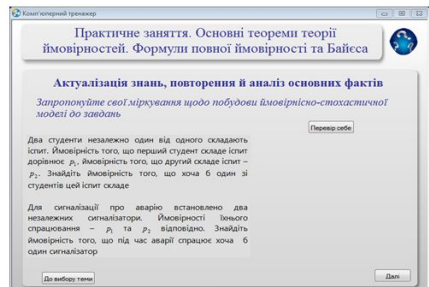 Комп'ютерний тренажер
Практичне заняття. Основні теореми теорії
ймовірностей. Формули повної ймовірності та Байєса
Актуалізація знань, повторення й аналіз основних фактів
Запропонуйте свої міркування щодо побудови ймовірнісно-стохастичної
моделі до завдань
Перевір себе
Два студенти незалежно один від одного складають
іспит. Ймовірність того, що перший студент складе іспит
дорівнює p₁, ймовірність того, що другий складе іспит –
p₂. Знайдіть ймовірність того, що хоча б один зі
студентів цей іспит складе
Для сигналізації про аварію встановлено два
незалежних сигналізатори. Ймовірності їхнього
спрацювання – p₁ та p₂ відповідно. Знайдіть
ймовірність того, що під час аварії спрацює хоча б
один сигналізатор
До вибору теми
Далі